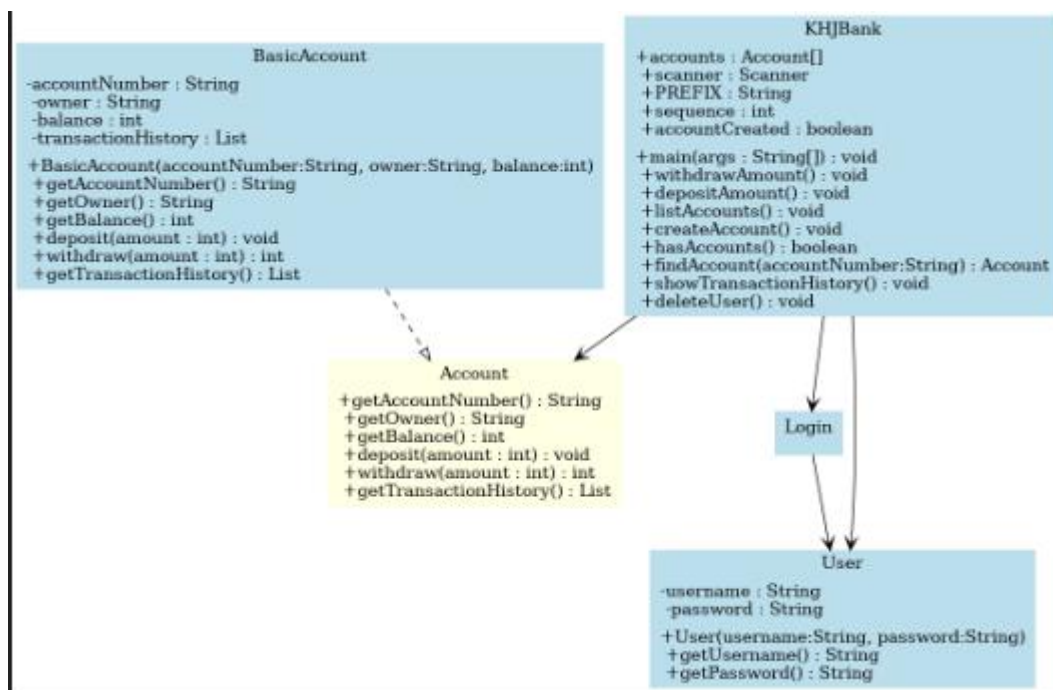 BasicAccount
-accountNumber : String
-owner : String
-balance : int
-transactionHistory : List
+BasicAccount(accountNumber:String, owner:String, balance:int)
+getAccountNumber() : String
+getOwner() : String
+getBalance() : int
+deposit(amount : int) : void
+withdraw(amount : int) : int
+getTransactionHistory() : List
KHJBank
+accounts : Account[]
+scanner : Scanner
+PREFIX : String
+sequence : int
+accountCreated : boolean
+main(args : String[]) : void
+withdrawAmount() : void
+depositAmount() : void
+listAccounts() : void
+createAccount() : void
+hasAccounts() : boolean
+findAccount(accountNumber:String) : Account
+showTransactionHistory() : void
+deleteUser() : void
Account
+getAccountNumber() : String
+getOwner() : String
+getBalance() : int
+deposit(amount : int) : void
+withdraw(amount : int) : int
+getTransactionHistory() : List
Login
User
-username : String
-password : String
+User(username:String, password:String)
+getUsername() : String
+getPassword() : String